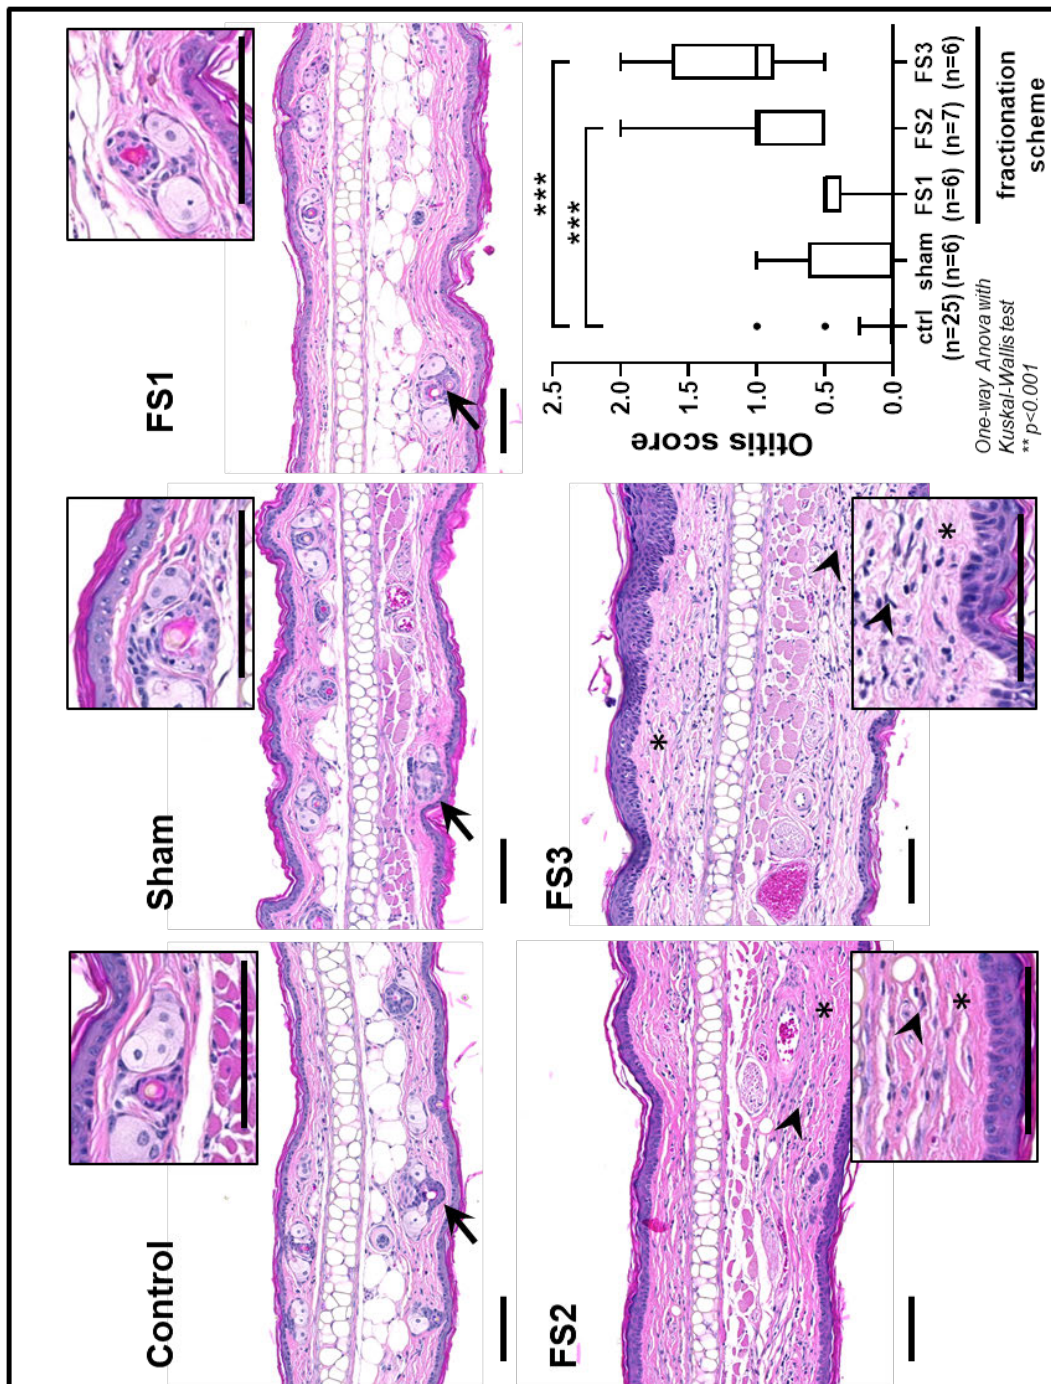 Control
Sham
FS1
FS2
*
*
FS3
*
*
Otitis score
2.5
2.0
1.5
1.0
0.5
0.0
***
***
ctrl sham FS1 FS2 FS3
(n=25) (n=6) (n=6) (n=7) (n=6)
fractionation
scheme
One-way Anova with
Kuskal-Wallis test
** p<0.001